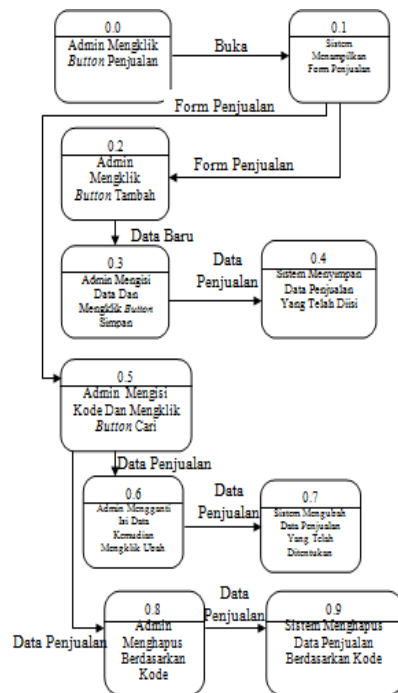 0.0
Admin Mengklik
Button Penjualan
Buka
0.1
Sistem
Menampilkan
Form Penjualan
Form Penjualan
0.2
Admin
Mengklik
Button Tambah
Form Penjualan
Data Baru
0.3
Admin Mengisi
Data Dan
Mengklik Button
Simpan
Data
Penjualan
0.4
Sistem Menyimpan
Data Penjualan
Yang Telah Diisi
0.5
Admin Mengisi
Kode Dan Mengklik
Button Cari
Data Penjualan
0.6
Admin Mengganti
Isi Data
Kemudian
Mengklik Ubah
Data
Penjualan
0.7
Sistem Mengubah
Data Penjualan
Yang Telah
Ditentukan
Data Penjualan
0.8
Admin
Menghapus
Berdasarkan
Kode
Data
Penjualan
0.9
Sistem Menghapus
Data Penjualan
Berdasarkan Kode